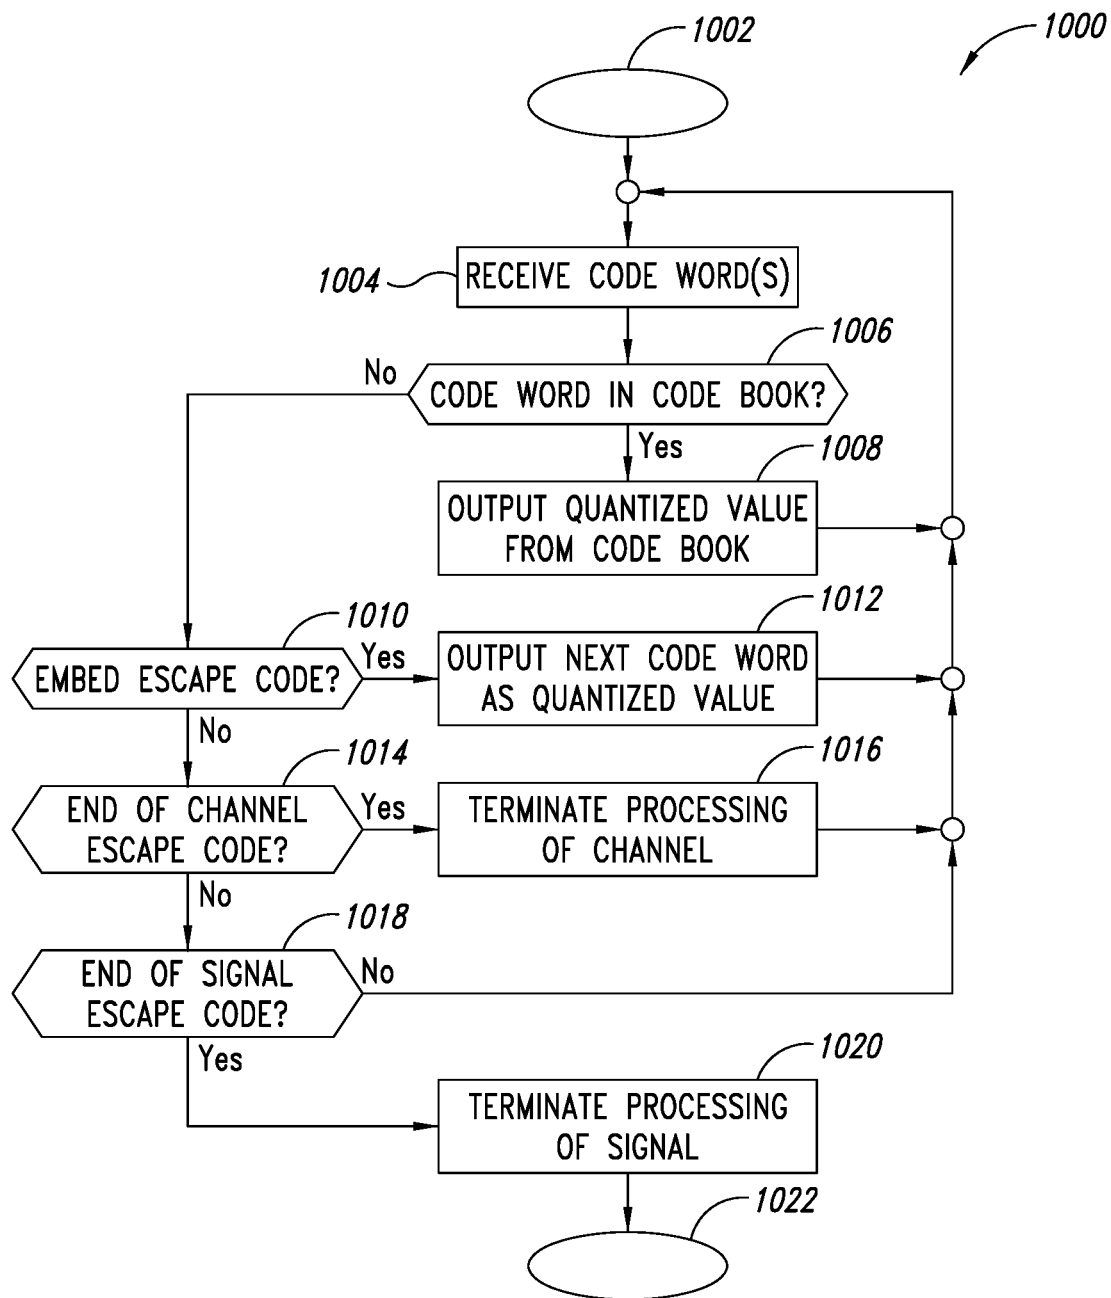 1002
1000
1004
RECEIVE CODE WORD(S)
1006
No
CODE WORD IN CODE BOOK?
Yes
1008
OUTPUT QUANTIZED VALUE
FROM CODE BOOK
1010
EMBED ESCAPE CODE?
Yes
1012
OUTPUT NEXT CODE WORD
AS QUANTIZED VALUE
No
1014
END OF CHANNEL
ESCAPE CODE?
Yes
1016
TERMINATE PROCESSING
OF CHANNEL
No
1018
END OF SIGNAL
ESCAPE CODE?
No
Yes
1020
TERMINATE PROCESSING
OF SIGNAL
1022